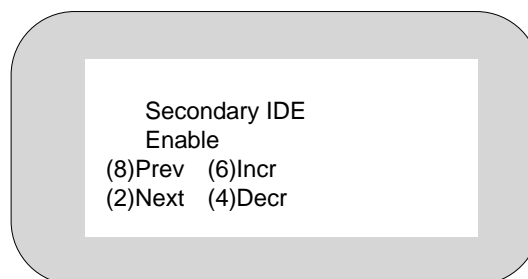 Secondary IDE
Enable
(8)Prev (6)Incr
(2)Next (4)Decr